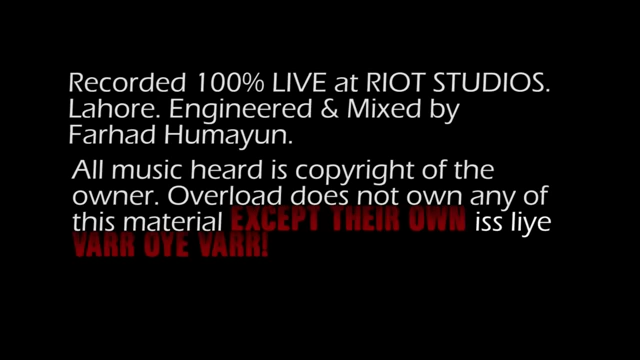 Recorded 100% LIVE at RIOT STUDIOS.
Lahore. Engineered & Mixed by
Farhad Humayun.
All music heard is copyright of the
owner. Overload does not own any of
this material EXCEPT THEIR OWN iss liye
VARR OYE VARR!